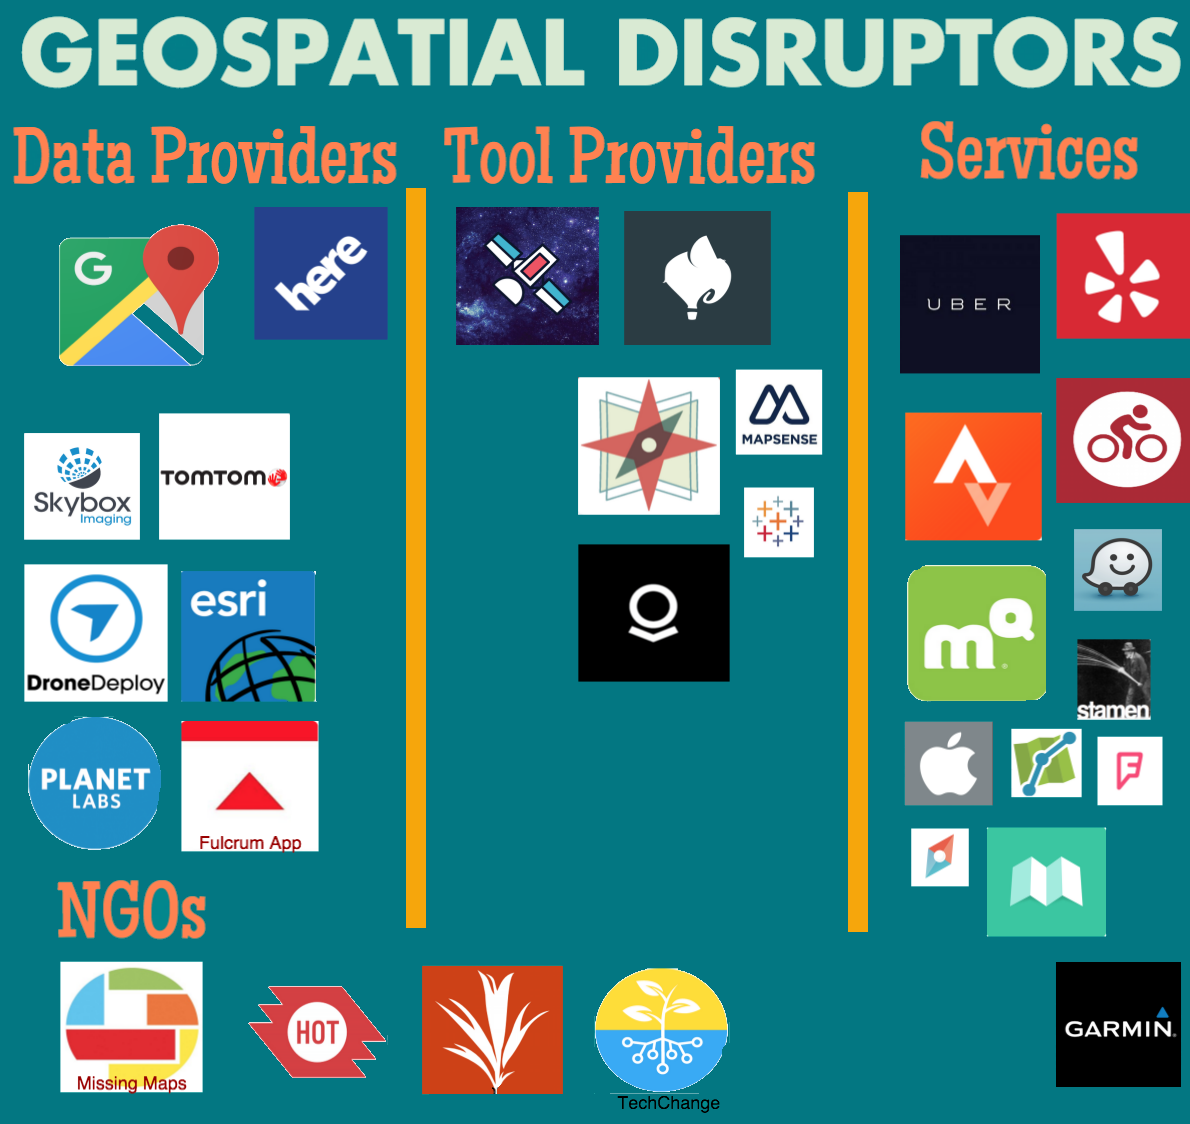 GEOSPATIAL DISRUPTORS
Data Providers
Tool Providers
Services
G
here
UBER
Skybox
Imaging
TOMTOM
MAPSENSE
DroneDeploy
esri
mQ
stamen
PLANET
LABS
Fulcrum App
F
NGOs
Missing Maps
HOT
TechChange
GARMIN